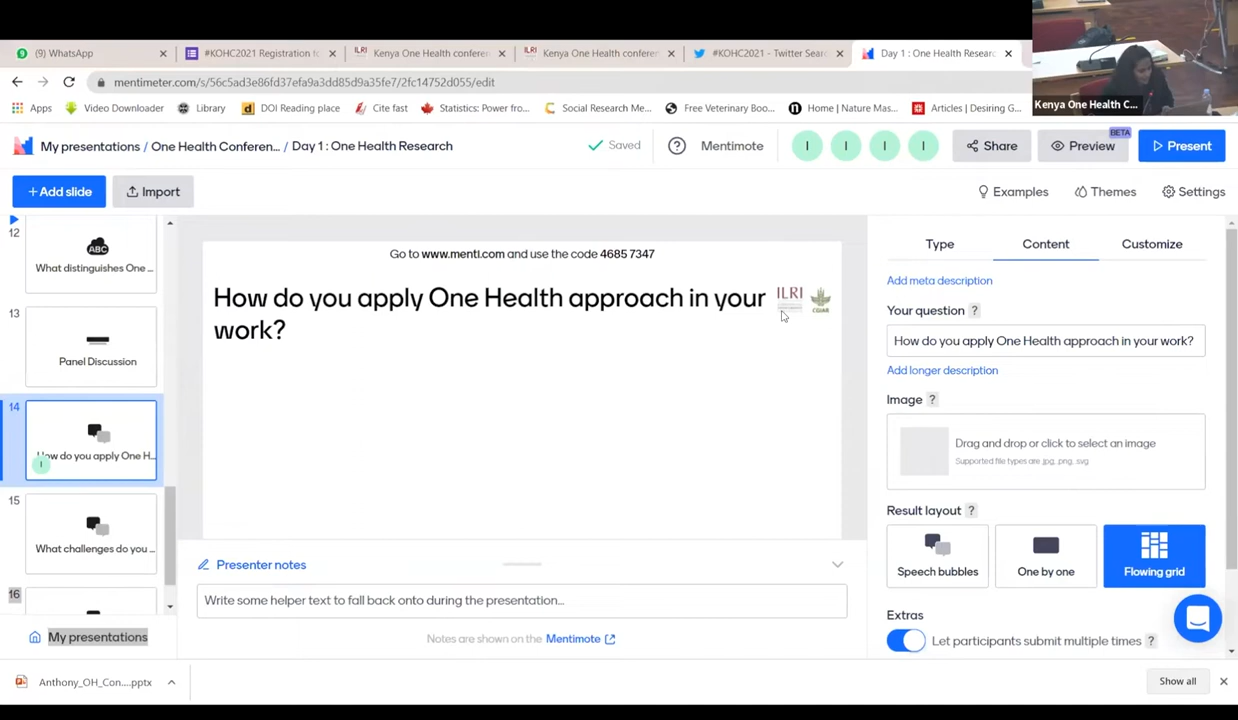 (9) WhatsApp
#KOHC2021 Registration fo
ILRI Kenya One Health conferen
ILRI Kenya One Health conferen
#KOHC2021 - Twitter Sear
Day 1 : One Health Researc
mentimeter.com/s/56c5ad3e86fd37efa9a3dd85d9a35fe7/2fc14752d055/edit
Apps
Video Downloader
Library
DOI Reading place
Cite fast
Statistics: Power fro...
Social Research Me...
Free Veterinary Boo...
Home | Nature Mas...
Articles | Desiring G...
Kenya One Health C...
My presentations / One Health Conferen... / Day 1 : One Health Research
Saved
Mentimote
I I I I
Share
Preview
BETA
Present
+ Add slide
Import
Examples
Themes
Settings
12
ABC
What distinguishes One ...
13
Panel Discussion
14
How do you apply One H...
I
15
What challenges do you ...
16
My presentations
Go to www.menti.com and use the code 4685 7347
How do you apply One Health approach in your
work?
ILRI
CGIAR
Presenter notes
Write some helper text to fall back onto during the presentation...
Notes are shown on the Mentimote
Type
Content
Customize
Add meta description
Your question ?
How do you apply One Health approach in your work?
Add longer description
Image ?
Drag and drop or click to select an image
Supported file types are .jpg, .png, .svg
Result layout ?
Speech bubbles
One by one
Flowing grid
Extras
Let participants submit multiple times ?
Anthony_OH_Con....pptx
Show all